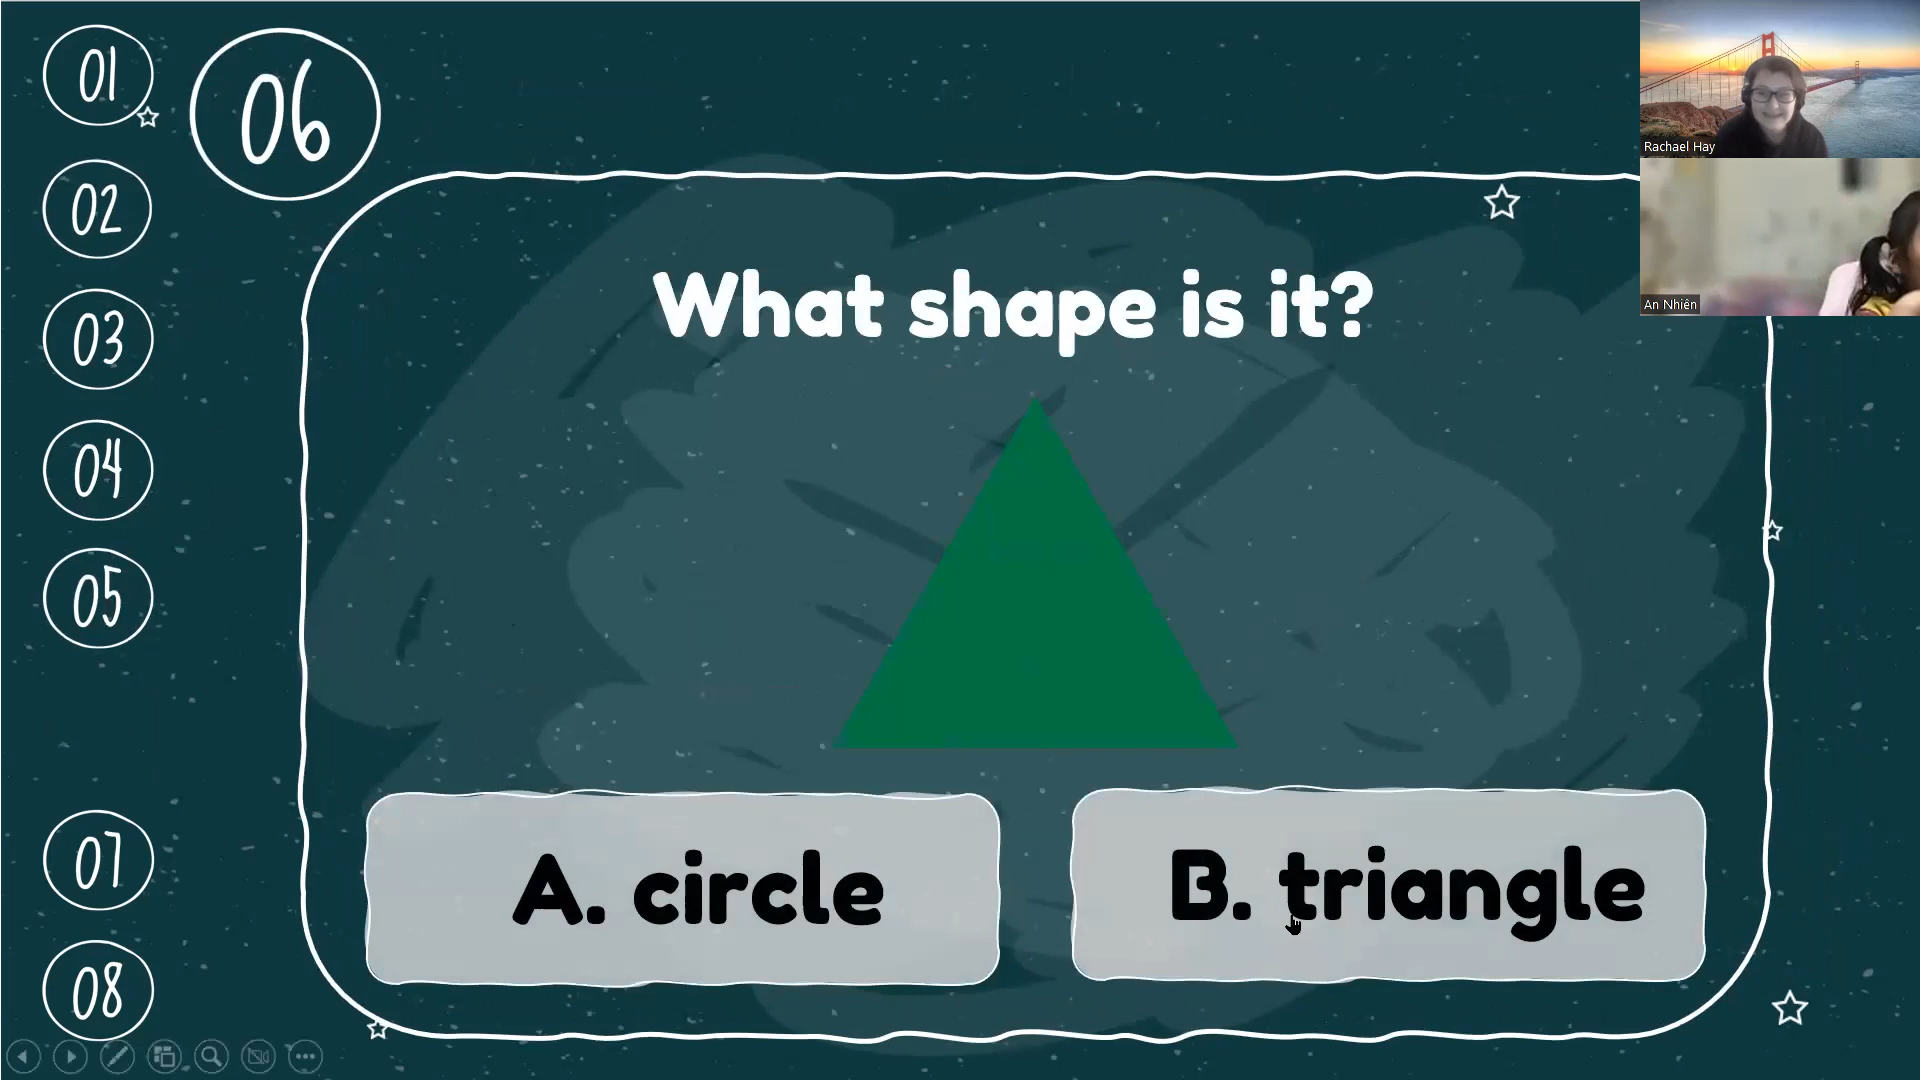 01
06
02
03
04
05
07
08
What shape is it?
A. circle
B. triangle
Rachael Hay
An Nhiên